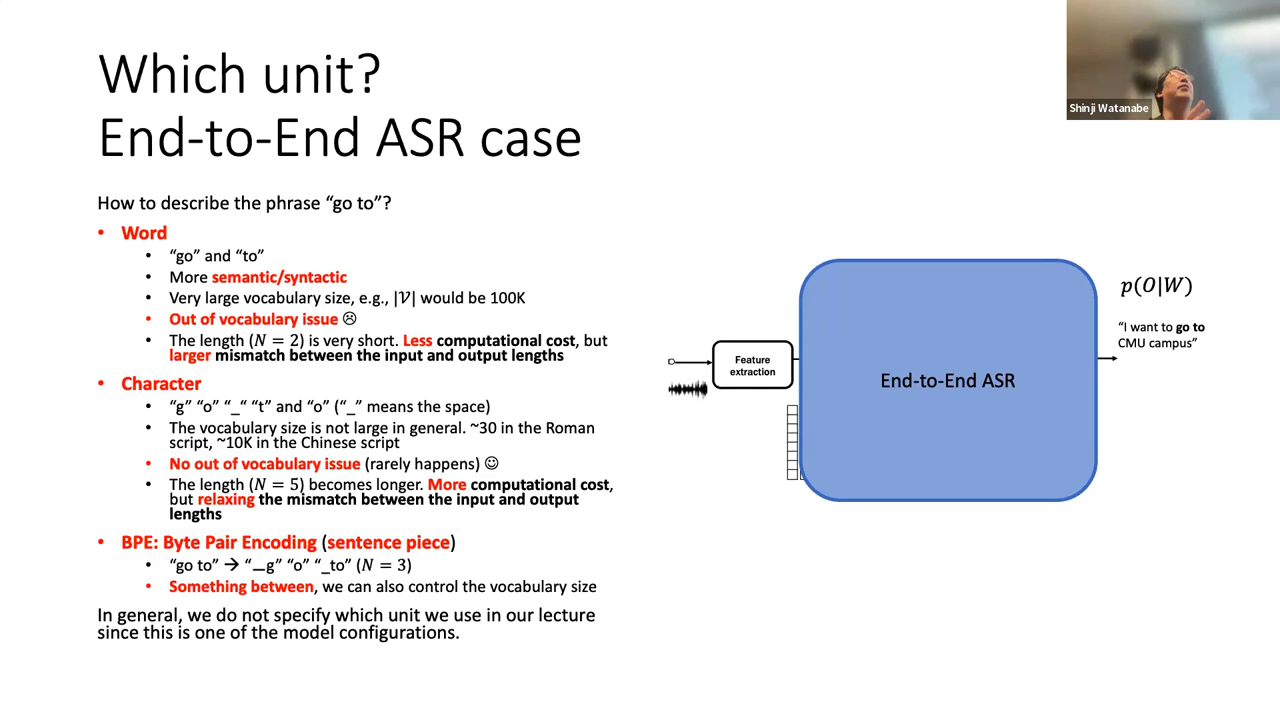 Which unit?
End-to-End ASR case
Shinji Watanabe
How to describe the phrase “go to”?
• Word
• “go” and “to”
• More semantic/syntactic
• Very large vocabulary size, e.g., |𝒱| would be 100K
• Out of vocabulary issue ☹
• The length (N = 2) is very short. Less computational cost, but
larger mismatch between the input and output lengths
• Character
• “g” “o” “_“ “t” and “o” (“_” means the space)
• The vocabulary size is not large in general. ~30 in the Roman
script, ~10K in the Chinese script
• No out of vocabulary issue (rarely happens) ☺
• The length (N = 5) becomes longer. More computational cost,
but relaxing the mismatch between the input and output
lengths
• BPE: Byte Pair Encoding (sentence piece)
• “go to” → “_g” “o” “_to” (N = 3)
• Something between, we can also control the vocabulary size
In general, we do not specify which unit we use in our lecture
since this is one of the model configurations.
Feature
extraction
End-to-End ASR
p(O|W)
“I want to go to
CMU campus”